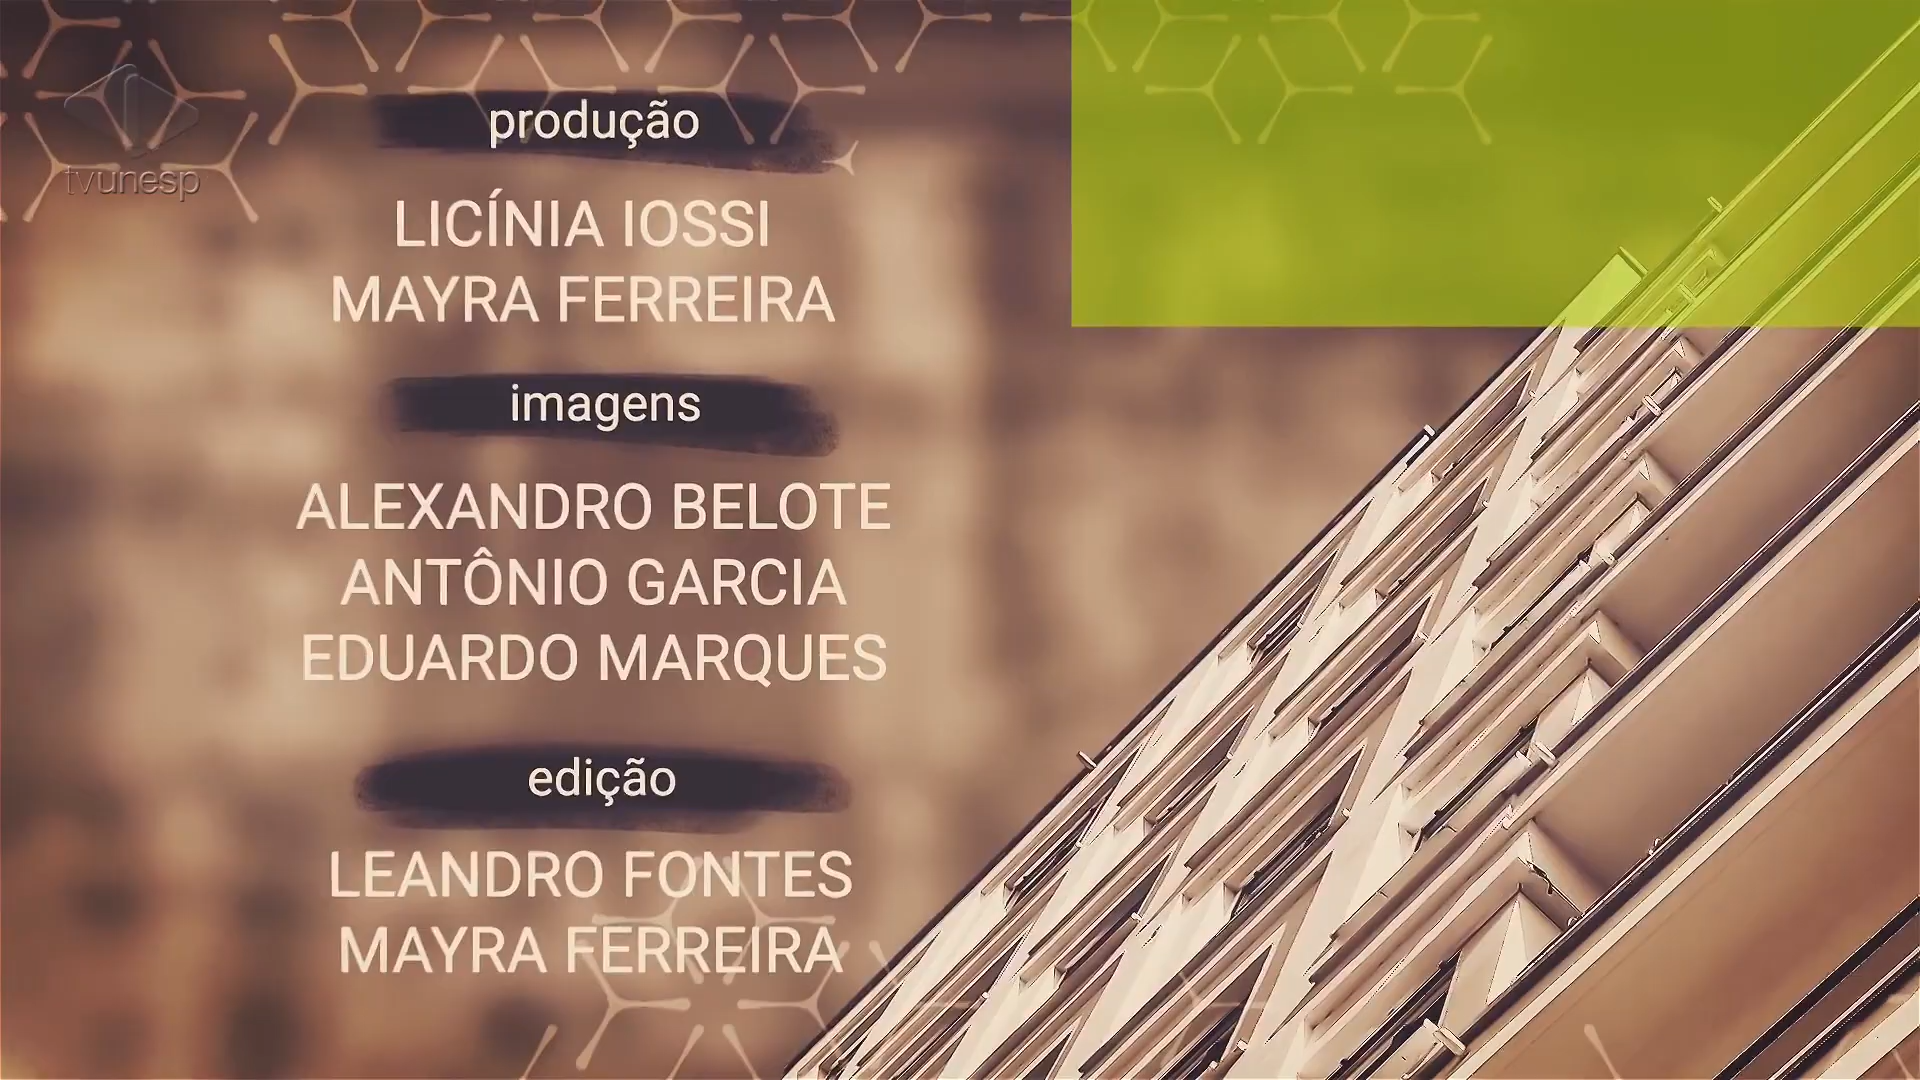 tvunesp
produção
LICÍNIA IOSSI
MAYRA FERREIRA
imagens
ALEXANDRO BELOTE
ANTÔNIO GARCIA
EDUARDO MARQUES
edição
LEANDRO FONTES
MAYRA FERREIRA